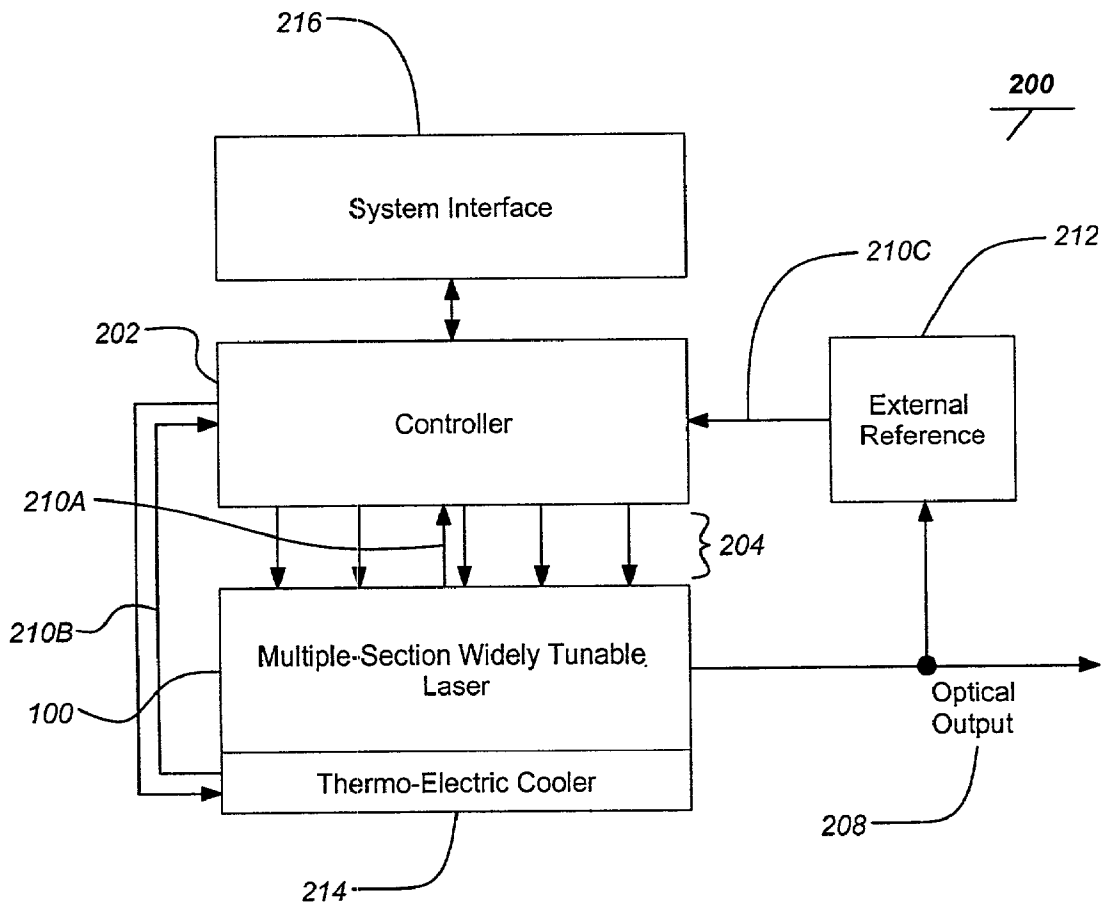 216
200
System Interface
210C
212
202
Controller
External
Reference
210A
204
210B
Multiple-Section Widely Tunable
Laser
100
Optical
Output
Thermo-Electric Cooler
208
214